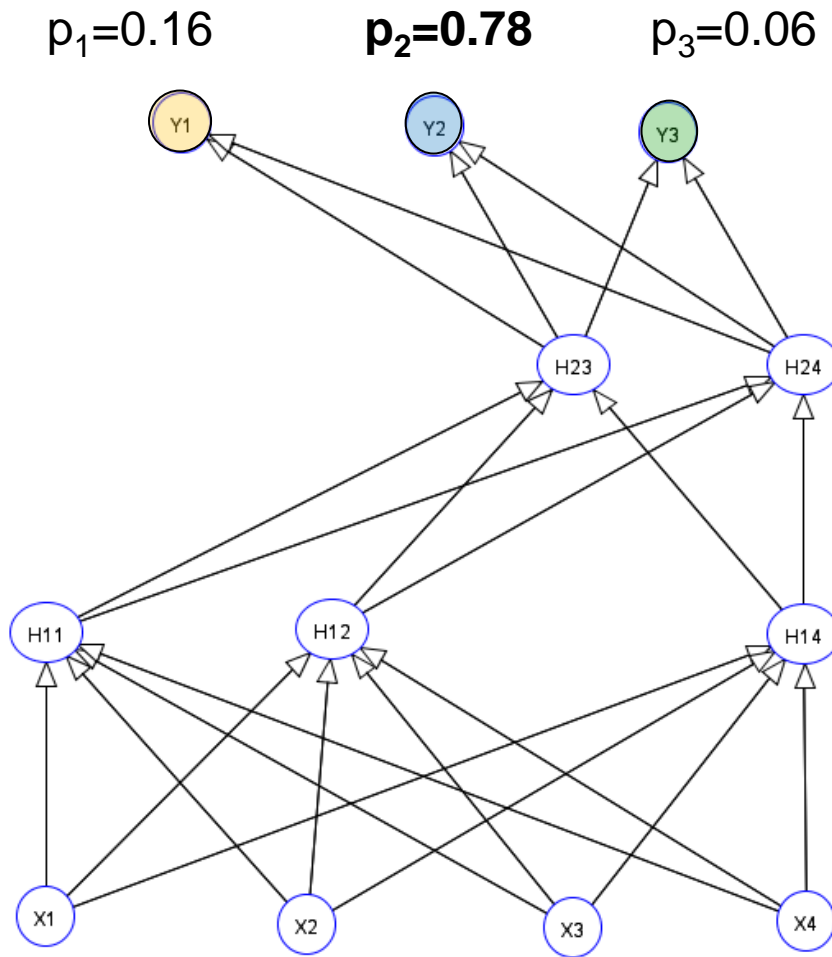 p₁=0.16 p₂=0.78 p₃=0.06
Y1 Y2 Y3
H23 H24
H11 H12 H14
X1 X2 X3 X4